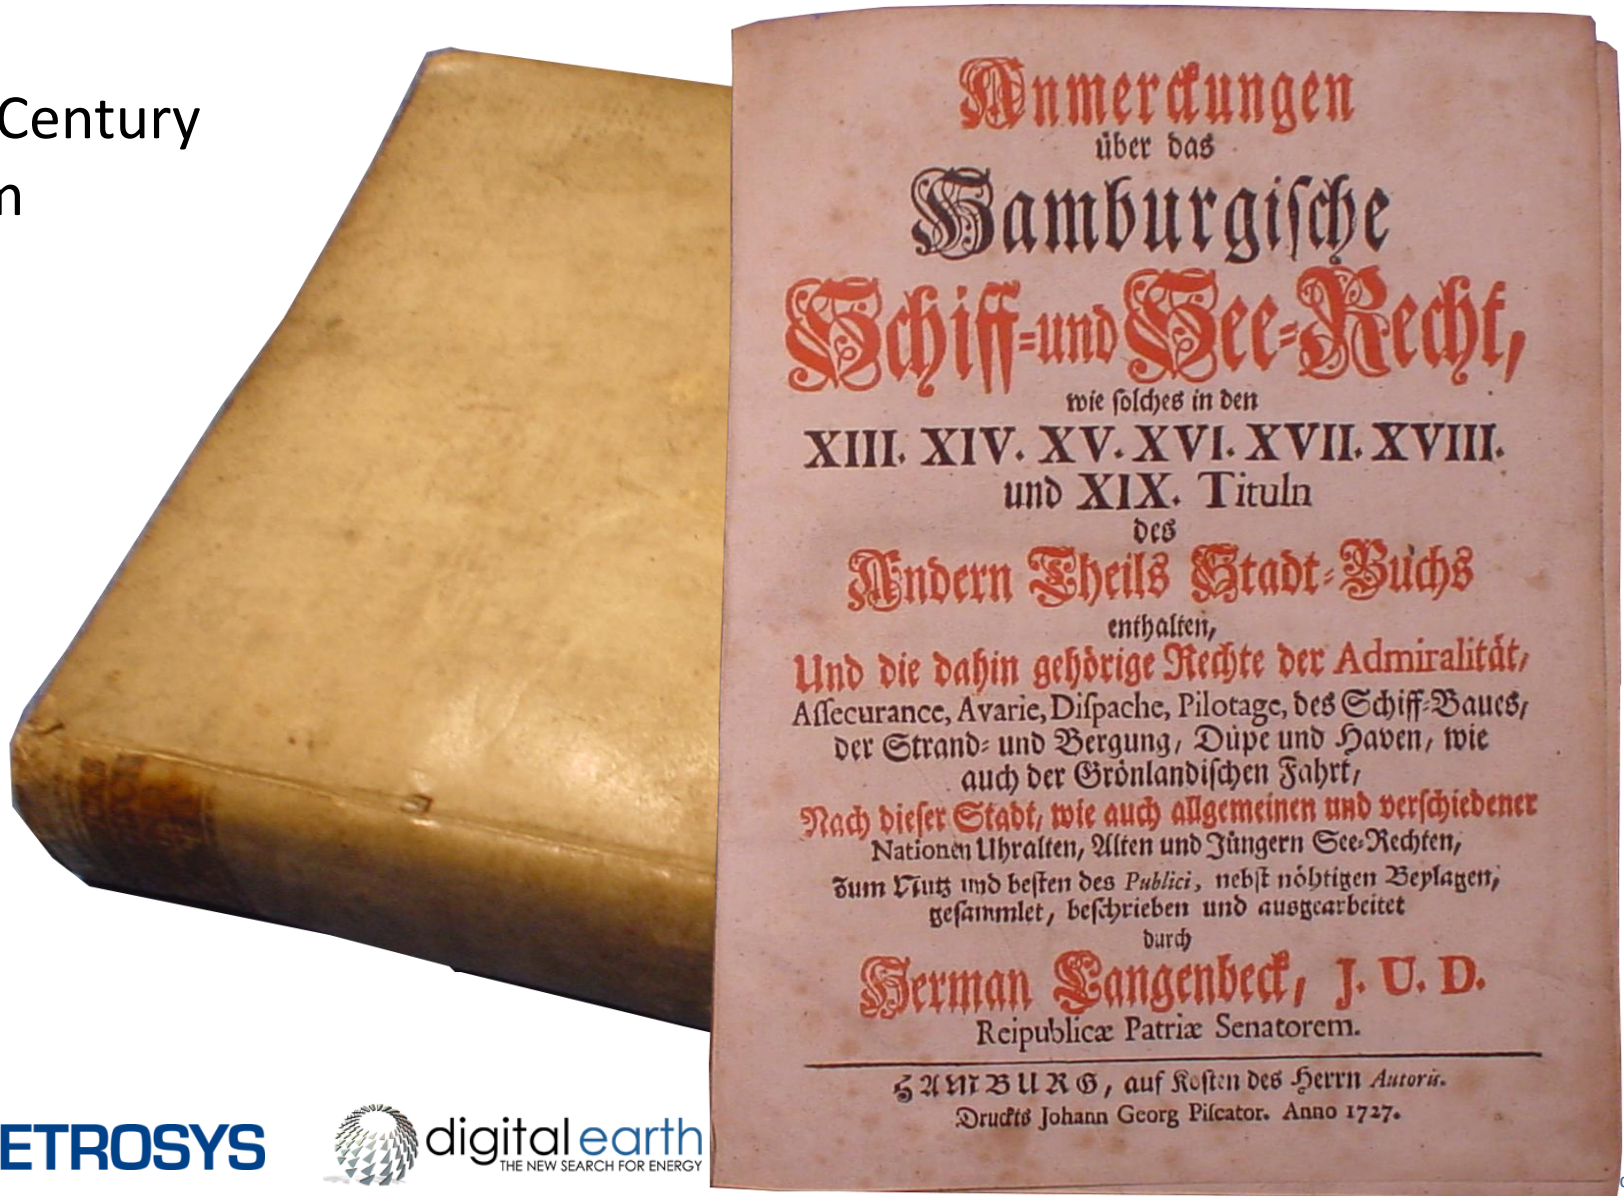 Century
m
Anmerckungen
über das
Hamburgische
Schiff-und See-Recht,
wie solches in den
XIII. XIV. XV. XVI. XVII. XVIII.
und XIX. Tituln
des
Andern Theils Stadt-Buchs
enthalten,
Und die dahin gehörige Rechte der Admiralität/
Assecurance, Avarie, Dispache, Pilotage, des Schiff-Baues/
der Strand- und Bergung/ Düpe und Haven/ wie
auch der Grönlandischen Fahrt/
Nach dieser Stadt/ wie auch allgemeinen und verschiedener
Nationen Uhralten, Alten und Jüngern See-Rechten,
zum Nutz und besten des Publici, nebst nöhtigen Beylagen/
gesammlet/ beschrieben und ausgearbeitet
durch
Herman Langenbeck, J. U. D.
Reipublicæ Patriæ Senatorem.
HAMBURG, auf Kosten des Herrn Autoris.
Druckts Johann Georg Piscator. Anno 1727.
ETROSYS
digital earth
THE NEW SEARCH FOR ENERGY